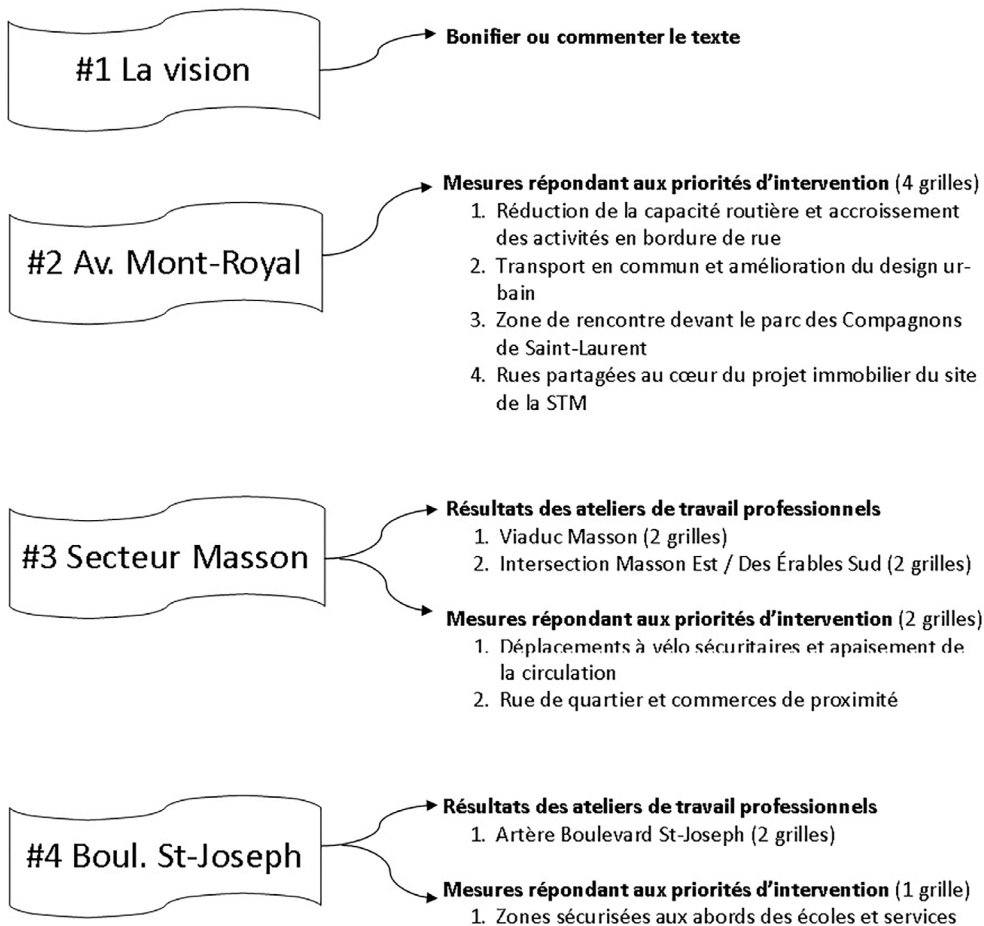 #1 La vision
Bonifier ou commenter le texte
#2 Av. Mont-Royal
Mesures répondant aux priorités d'intervention (4 grilles)
1. Réduction de la capacité routière et accroissement
des activités en bordure de rue
2. Transport en commun et amélioration du design ur-
bain
3. Zone de rencontre devant le parc des Compagnons
de Saint-Laurent
4. Rues partagées au cœur du projet immobilier du site
de la STM
#3 Secteur Masson
Résultats des ateliers de travail professionnels
1. Viaduc Masson (2 grilles)
2. Intersection Masson Est / Des Érables Sud (2 grilles)
Mesures répondant aux priorités d'intervention (2 grilles)
1. Déplacements à vélo sécuritaires et apaisement de
la circulation
2. Rue de quartier et commerces de proximité
#4 Boul. St-Joseph
Résultats des ateliers de travail professionnels
1. Artère Boulevard St-Joseph (2 grilles)
Mesures répondant aux priorités d'intervention (1 grille)
1. Zones sécurisées aux abords des écoles et services